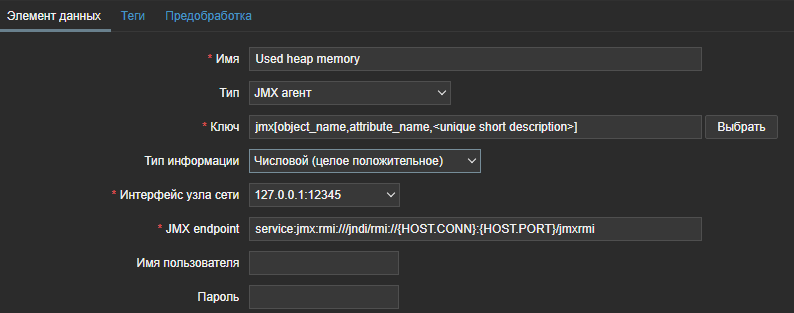 Элемент данных Теги Предобработка
* Имя Used heap memory
Тип JMX агент
* Ключ jmx[object_name,attribute_name,<unique short description>] Выбрать
Тип информации Числовой (целое положительное)
* Интерфейс узла сети 127.0.0.1:12345
* JMX endpoint service:jmx:rmi:///jndi/rmi://{HOST.CONN}:{HOST.PORT}/jmxrmi
Имя пользователя
Пароль